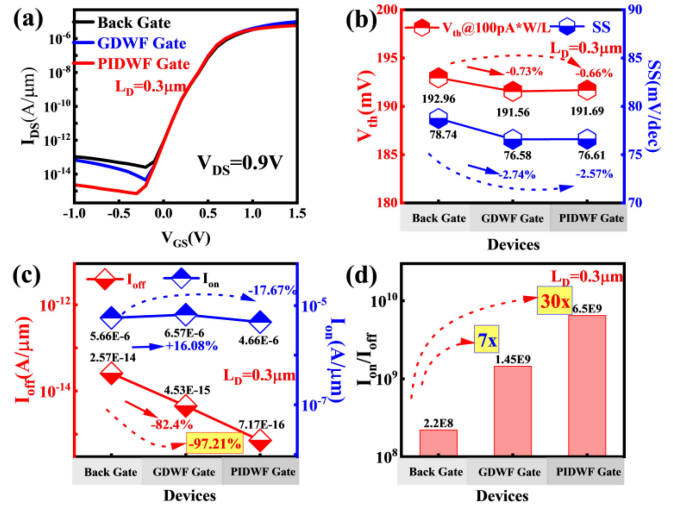 (a)
Back Gate
GDWF Gate
PIDWF Gate
L_D=0.3μm
V_DS=0.9V
I_DS(A/μm)
10^-6
10^-8
10^-10
10^-12
10^-14
-1.0 -0.5 0.0 0.5 1.0 1.5
V_GS(V)
(b)
V_th@100pA*W/L SS
L_D=0.3μm
-0.73% -0.66%
192.96 191.56 191.69
78.74 76.58 76.61
-2.74% -2.57%
V_th(mV)
195
192
189
186
183
180
SS(mV/dec)
90
85
80
75
70
Back Gate GDWF Gate PIDWF Gate
Devices
(c)
I_off I_on
-17.67%
5.66E-6 6.57E-6 4.66E-6
+16.08%
2.57E-14
L_D=0.3μm
4.53E-15
-82.4%
7.17E-16
-97.21%
I_off(A/μm)
10^-12
10^-14
I_on(A/μm)
10^-5
10^-7
Back Gate GDWF Gate PIDWF Gate
Devices
(d)
L_D=0.3μm
30x
7x
6.5E9
1.45E9
2.2E8
I_on/I_off
10^10
10^9
10^8
Back Gate GDWF Gate PIDWF Gate
Devices